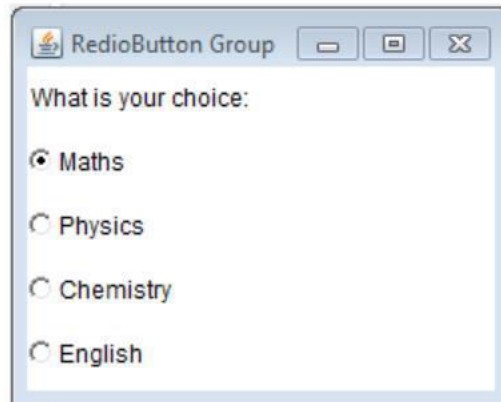 RedioButton Group
What is your choice:
Maths
Physics
Chemistry
English